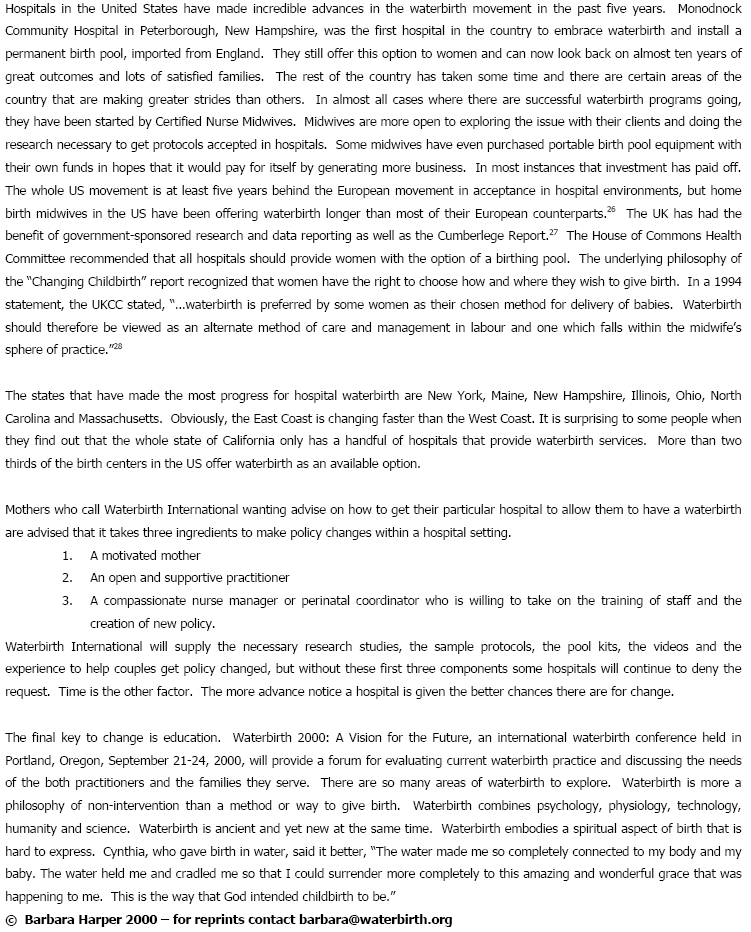 Hospitals in the United States have made incredible advances in the waterbirth movement in the past five years. Monodnock
Community Hospital in Peterborough, New Hampshire, was the first hospital in the country to embrace waterbirth and install a
permanent birth pool, imported from England. They still offer this option to women and can now look back on almost ten years of
great outcomes and lots of satisfied families. The rest of the country has taken some time and there are certain areas of the
country that are making greater strides than others. In almost all cases where there are successful waterbirth programs going,
they have been started by Certified Nurse Midwives. Midwives are more open to exploring the issue with their clients and doing the
research necessary to get protocols accepted in hospitals. Some midwives have even purchased portable birth pool equipment with
their own funds in hopes that it would pay for itself by generating more business. In most instances that investment has paid off.
The whole US movement is at least five years behind the European movement in acceptance in hospital environments, but home
birth midwives in the US have been offering waterbirth longer than most of their European counterparts.26 The UK has had the
benefit of government-sponsored research and data reporting as well as the Cumberlege Report.27 The House of Commons Health
Committee recommended that all hospitals should provide women with the option of a birthing pool. The underlying philosophy of
the “Changing Childbirth” report recognized that women have the right to choose how and where they wish to give birth. In a 1994
statement, the UKCC stated, “…waterbirth is preferred by some women as their chosen method for delivery of babies. Waterbirth
should therefore be viewed as an alternate method of care and management in labour and one which falls within the midwife’s
sphere of practice.”28
The states that have made the most progress for hospital waterbirth are New York, Maine, New Hampshire, Illinois, Ohio, North
Carolina and Massachusetts. Obviously, the East Coast is changing faster than the West Coast. It is surprising to some people when
they find out that the whole state of California only has a handful of hospitals that provide waterbirth services. More than two
thirds of the birth centers in the US offer waterbirth as an available option.
Mothers who call Waterbirth International wanting advise on how to get their particular hospital to allow them to have a waterbirth
are advised that it takes three ingredients to make policy changes within a hospital setting.
1. A motivated mother
2. An open and supportive practitioner
3. A compassionate nurse manager or perinatal coordinator who is willing to take on the training of staff and the
creation of new policy.
Waterbirth International will supply the necessary research studies, the sample protocols, the pool kits, the videos and the
experience to help couples get policy changed, but without these first three components some hospitals will continue to deny the
request. Time is the other factor. The more advance notice a hospital is given the better chances there are for change.
The final key to change is education. Waterbirth 2000: A Vision for the Future, an international waterbirth conference held in
Portland, Oregon, September 21-24, 2000, will provide a forum for evaluating current waterbirth practice and discussing the needs
of the both practitioners and the families they serve. There are so many areas of waterbirth to explore. Waterbirth is more a
philosophy of non-intervention than a method or way to give birth. Waterbirth combines psychology, physiology, technology,
humanity and science. Waterbirth is ancient and yet new at the same time. Waterbirth embodies a spiritual aspect of birth that is
hard to express. Cynthia, who gave birth in water, said it better, “The water made me so completely connected to my body and my
baby. The water held me and cradled me so that I could surrender more completely to this amazing and wonderful grace that was
happening to me. This is the way that God intended childbirth to be.”
© Barbara Harper 2000 – for reprints contact barbara@waterbirth.org